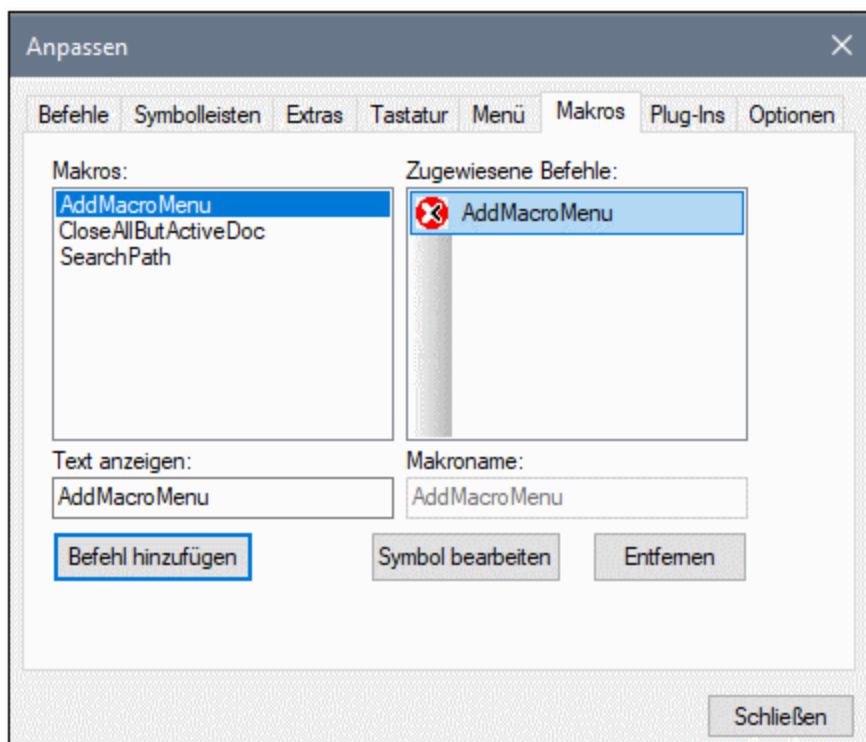 Anpassen
Befehle Symbolleisten Extras Tastatur Menü Makros Plug-Ins Optionen
Makros:
AddMacroMenu
CloseAllButActiveDoc
SearchPath
Zugewiesene Befehle:
AddMacroMenu
Text anzeigen:
AddMacroMenu
Makroname:
AddMacroMenu
Befehl hinzufügen Symbol bearbeiten Entfernen
Schließen